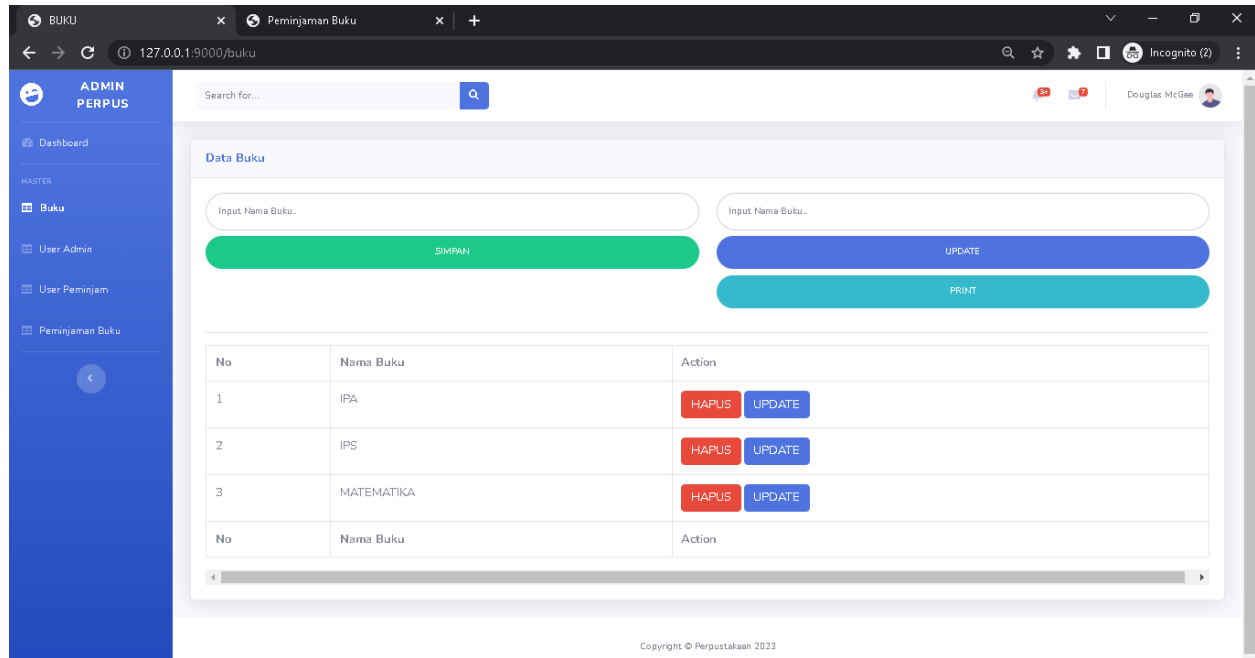 BUKU
Peminjaman Buku
127.0.0.1:9000/buku
Incognito (2)
ADMIN
PERPUS
Search for...
3+
7
Douglas McGee
Dashboard
MASTER
Buku
User Admin
User Peminjam
Peminjaman Buku
Data Buku
Input Nama Buku..
Input Nama Buku..
SIMPAN
UPDATE
PRINT
No Nama Buku Action
1 IPA HAPUS UPDATE
2 IPS HAPUS UPDATE
3 MATEMATIKA HAPUS UPDATE
No Nama Buku Action
Copyright © Perpustakaan 2023